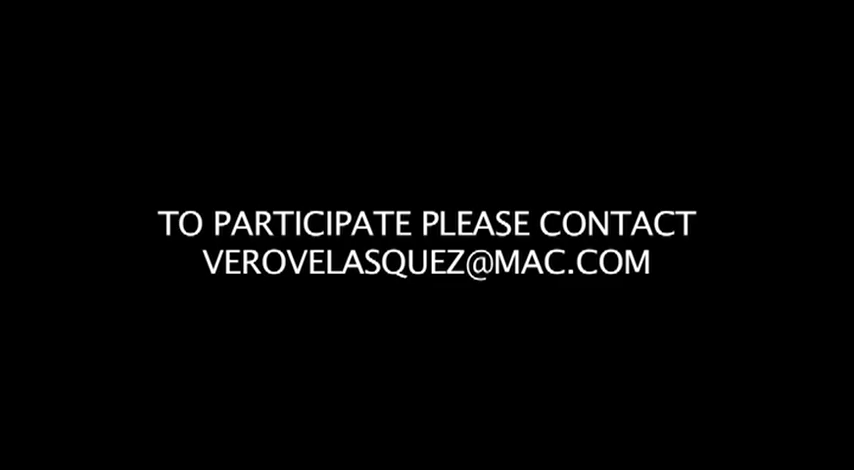 TO PARTICIPATE PLEASE CONTACT
VEROVELASQUEZ@MAC.COM